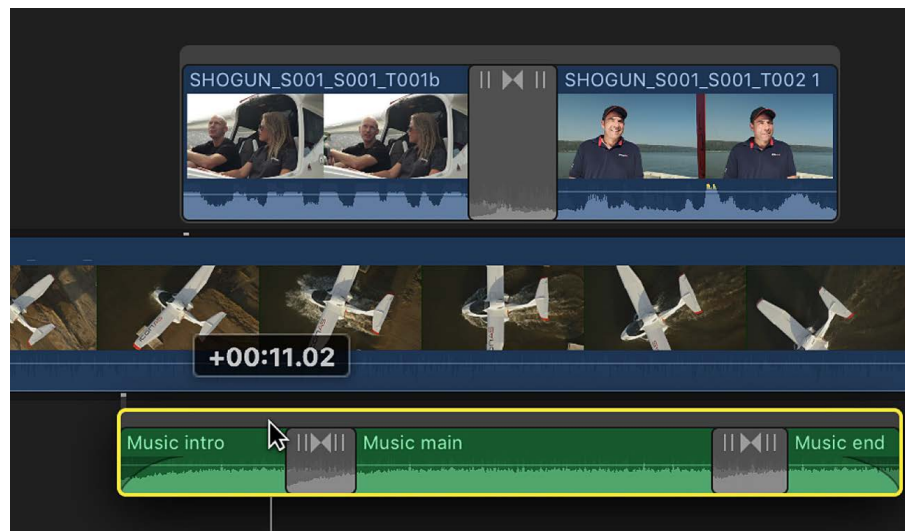 SHOGUN_S001_S001_T001b
SHOGUN_S001_S001_T002 1
+00:11.02
Music intro
Music main
Music end